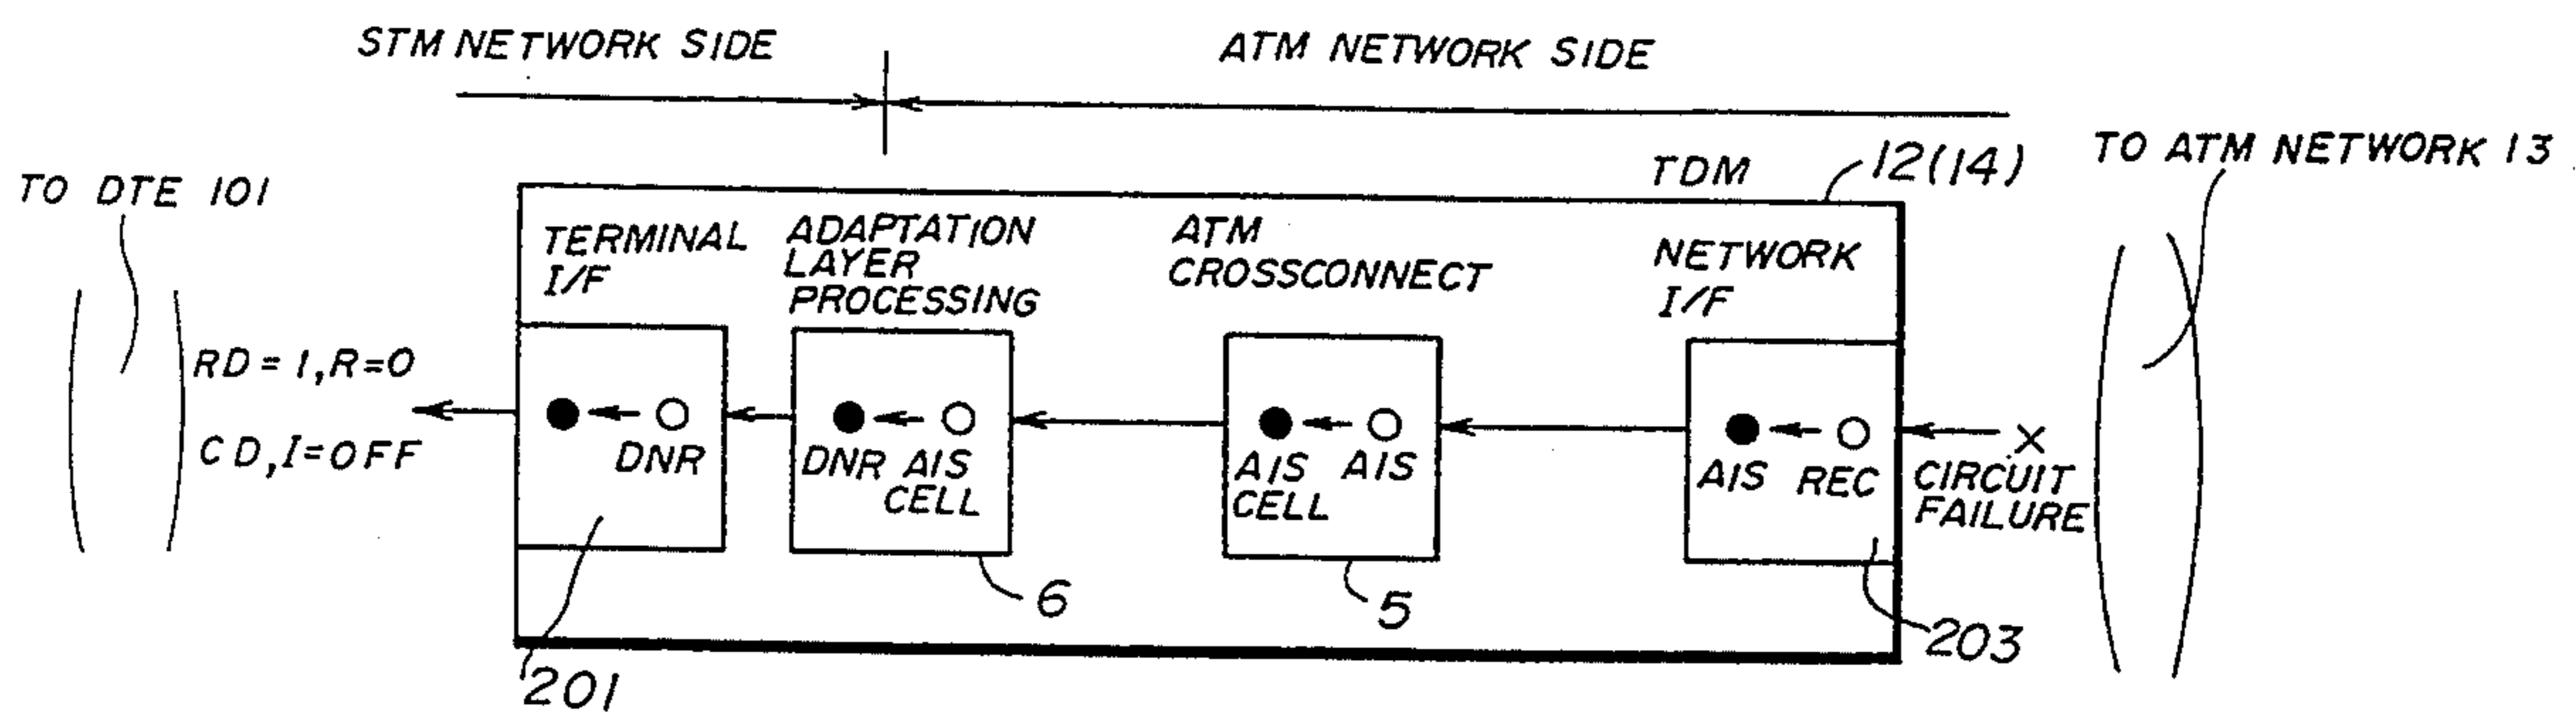 STM NETWORK SIDE
ATM NETWORK SIDE
TO DTE 101
TDM
12(14)
TO ATM NETWORK 13
TERMINAL
I/F
ADAPTATION
LAYER
PROCESSING
ATM
CROSSCONNECT
NETWORK
I/F
RD=1,R=0
CD,I=OFF
DNR
DNR AIS
CELL
AIS AIS
CELL
AIS REC
CIRCUIT
FAILURE
201
6
5
203